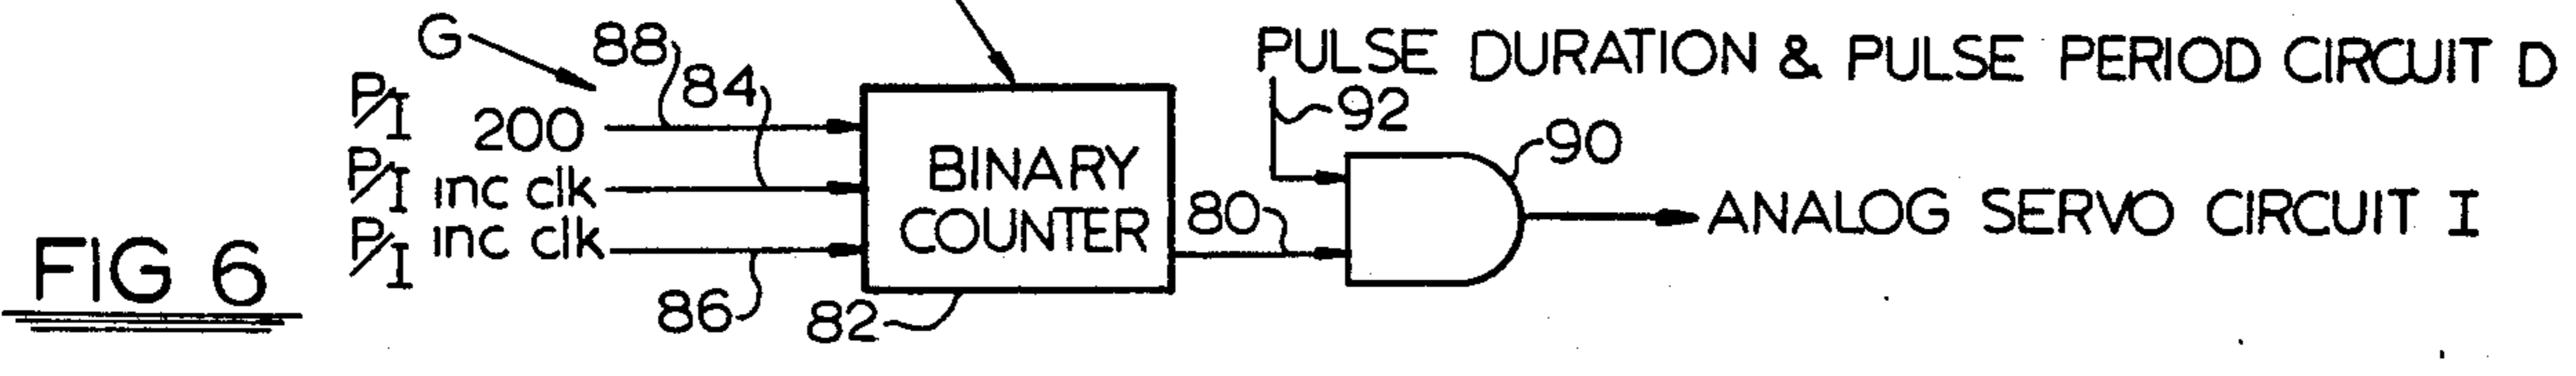 G
88
84
P/I 200
P/I inc clk
P/I inc clk
86
82
BINARY
COUNTER
80
PULSE DURATION & PULSE PERIOD CIRCUIT D
92
90
ANALOG SERVO CIRCUIT I
FIG 6